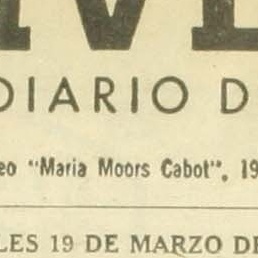 DIARIO D
eo "Maria Moors Cabot", 19
LES 19 DE MARZO DE